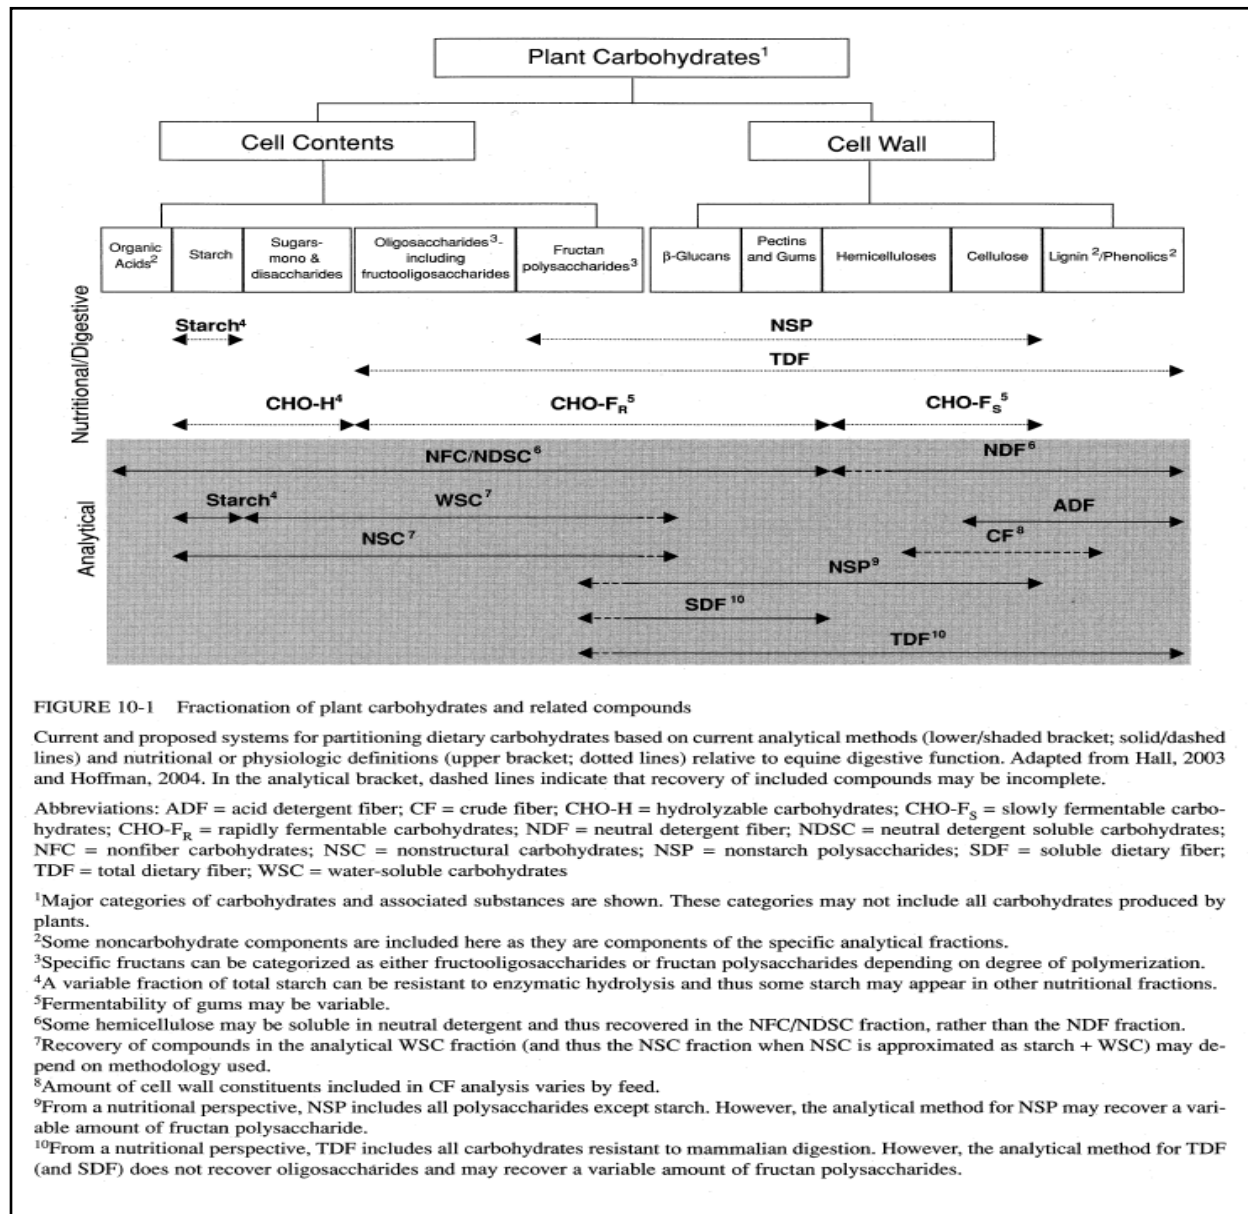 Plant Carbohydrates¹
Cell Contents
Cell Wall
Organic
Acids²
Starch
Sugars-
mono &
disaccharides
Oligosaccharides³-
including
fructooligosaccharides
Fructan
polysaccharides³
β-Glucans
Pectins
and Gums
Hemicelluloses
Cellulose
Lignin ²/Phenolics²
Nutritional/Digestive
Starch⁴
NSP
TDF
CHO-H⁴
CHO-F_R⁵
CHO-F_S⁵
Analytical
NFC/NDSC⁶
NDF⁶
Starch⁴
WSC⁷
ADF
NSC⁷
CF⁸
NSP⁹
SDF¹⁰
TDF¹⁰
FIGURE 10-1 Fractionation of plant carbohydrates and related compounds
Current and proposed systems for partitioning dietary carbohydrates based on current analytical methods (lower/shaded bracket; solid/dashed
lines) and nutritional or physiologic definitions (upper bracket; dotted lines) relative to equine digestive function. Adapted from Hall, 2003
and Hoffman, 2004. In the analytical bracket, dashed lines indicate that recovery of included compounds may be incomplete.
Abbreviations: ADF = acid detergent fiber; CF = crude fiber; CHO-H = hydrolyzable carbohydrates; CHO-F_S = slowly fermentable carbo-
hydrates; CHO-F_R = rapidly fermentable carbohydrates; NDF = neutral detergent fiber; NDSC = neutral detergent soluble carbohydrates;
NFC = nonfiber carbohydrates; NSC = nonstructural carbohydrates; NSP = nonstarch polysaccharides; SDF = soluble dietary fiber;
TDF = total dietary fiber; WSC = water-soluble carbohydrates
¹Major categories of carbohydrates and associated substances are shown. These categories may not include all carbohydrates produced by
plants.
²Some noncarbohydrate components are included here as they are components of the specific analytical fractions.
³Specific fructans can be categorized as either fructooligosaccharides or fructan polysaccharides depending on degree of polymerization.
⁴A variable fraction of total starch can be resistant to enzymatic hydrolysis and thus some starch may appear in other nutritional fractions.
⁵Fermentability of gums may be variable.
⁶Some hemicellulose may be soluble in neutral detergent and thus recovered in the NFC/NDSC fraction, rather than the NDF fraction.
⁷Recovery of compounds in the analytical WSC fraction (and thus the NSC fraction when NSC is approximated as starch + WSC) may de-
pend on methodology used.
⁸Amount of cell wall constituents included in CF analysis varies by feed.
⁹From a nutritional perspective, NSP includes all polysaccharides except starch. However, the analytical method for NSP may recover a vari-
able amount of fructan polysaccharide.
¹⁰From a nutritional perspective, TDF includes all carbohydrates resistant to mammalian digestion. However, the analytical method for TDF
(and SDF) does not recover oligosaccharides and may recover a variable amount of fructan polysaccharides.